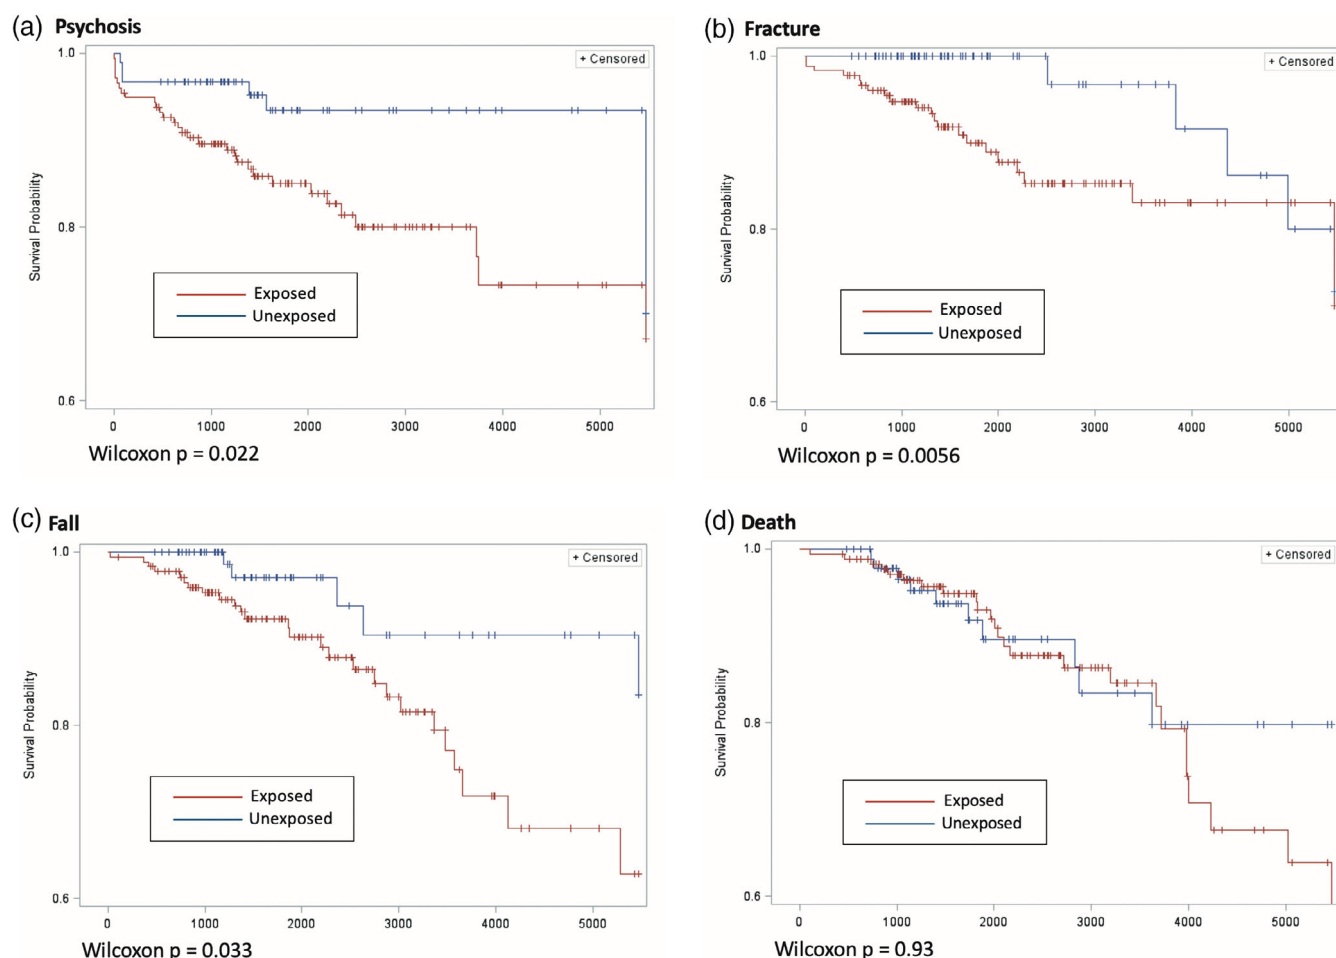 (a) Psychosis
+ Censored
1.0
0.8
0.6
Survival Probability
Exposed
Unexposed
0 1000 2000 3000 4000 5000
Wilcoxon p = 0.022
(b) Fracture
+ Censored
1.0
0.8
0.6
Survival Probability
Exposed
Unexposed
0 1000 2000 3000 4000 5000
Wilcoxon p = 0.0056
(c) Fall
+ Censored
1.0
0.8
0.6
Survival Probability
Exposed
Unexposed
0 1000 2000 3000 4000 5000
Wilcoxon p = 0.033
(d) Death
+ Censored
1.0
0.8
0.6
Survival Probability
Exposed
Unexposed
0 1000 2000 3000 4000 5000
Wilcoxon p = 0.93